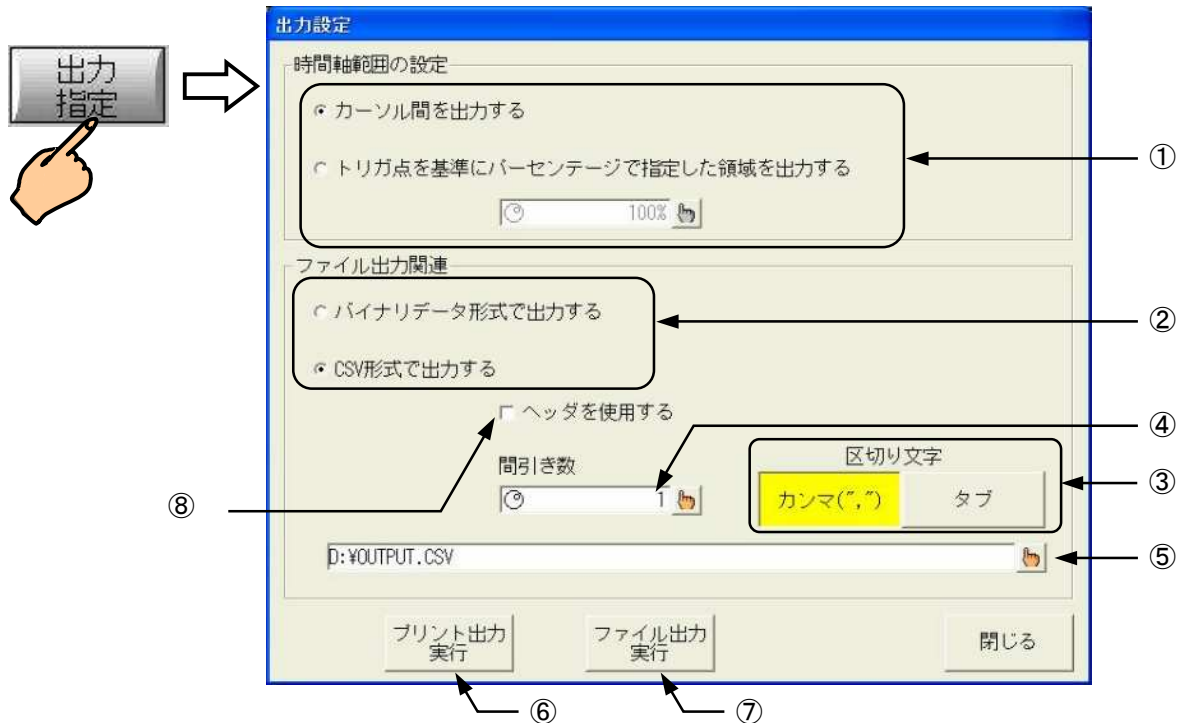 出力設定
出力
指定
時間軸範囲の設定
カーソル間を出力する
トリガ点を基準にパーセンテージで指定した領域を出力する
①
100%
ファイル出力関連
バイナリデータ形式で出力する
②
CSV形式で出力する
ヘッダを使用する
④
間引き数
区切り文字
⑧
1
カンマ(",")
タブ
③
D:¥OUTPUT.CSV
⑤
プリント出力
実行
ファイル出力
実行
閉じる
⑥
⑦